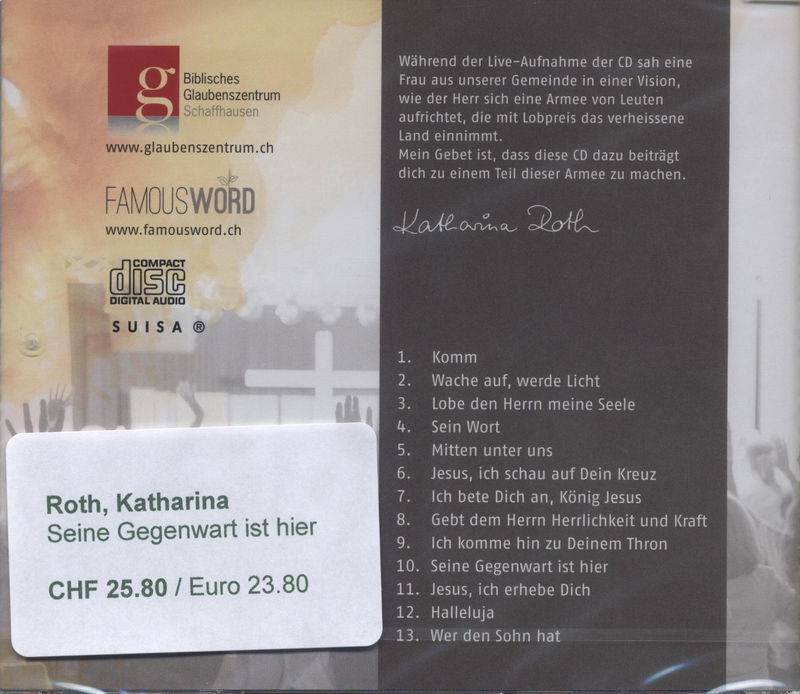 g
Biblisches
Glaubenszentrum
Schaffhausen
www.glaubenszentrum.ch
FAMOUSWORD
www.famousword.ch
COMPACT
disc
DIGITAL AUDIO
SUISA ®
Roth, Katharina
Seine Gegenwart ist hier
CHF 25.80 / Euro 23.80
Während der Live-Aufnahme der CD sah eine
Frau aus unserer Gemeinde in einer Vision,
wie der Herr sich eine Armee von Leuten
aufrichtet, die mit Lobpreis das verheissene
Land einnimmt.
Mein Gebet ist, dass diese CD dazu beiträgt
dich zu einem Teil dieser Armee zu machen.
Katharina Roth
1. Komm
2. Wache auf, werde Licht
3. Lobe den Herrn meine Seele
4. Sein Wort
5. Mitten unter uns
6. Jesus, ich schau auf Dein Kreuz
7. Ich bete Dich an, König Jesus
8. Gebt dem Herrn Herrlichkeit und Kraft
9. Ich komme hin zu Deinem Thron
10. Seine Gegenwart ist hier
11. Jesus, ich erhebe Dich
12. Halleluja
13. Wer den Sohn hat